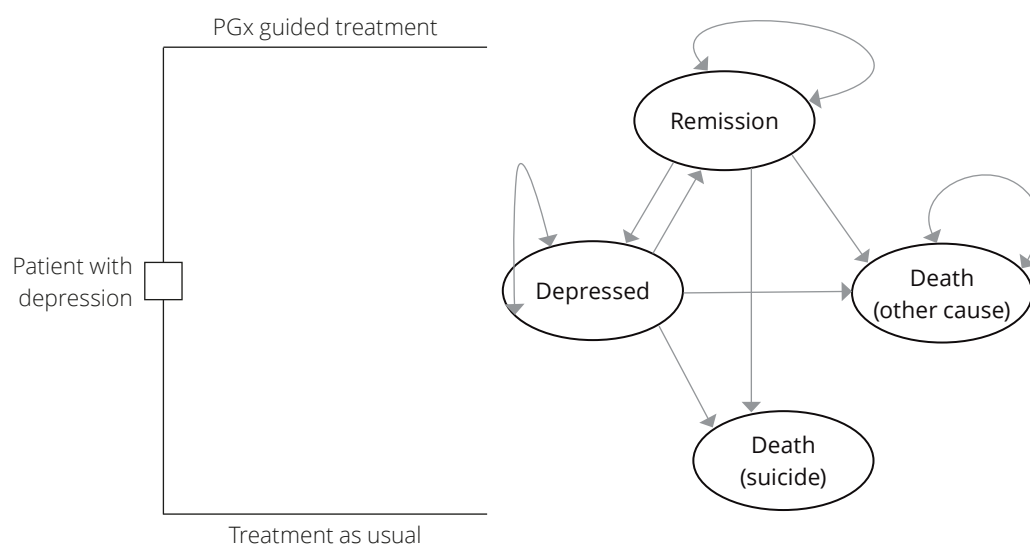 PGx guided treatment
Remission
Patient with
depression
Depressed
Death
(other cause)
Death
(suicide)
Treatment as usual